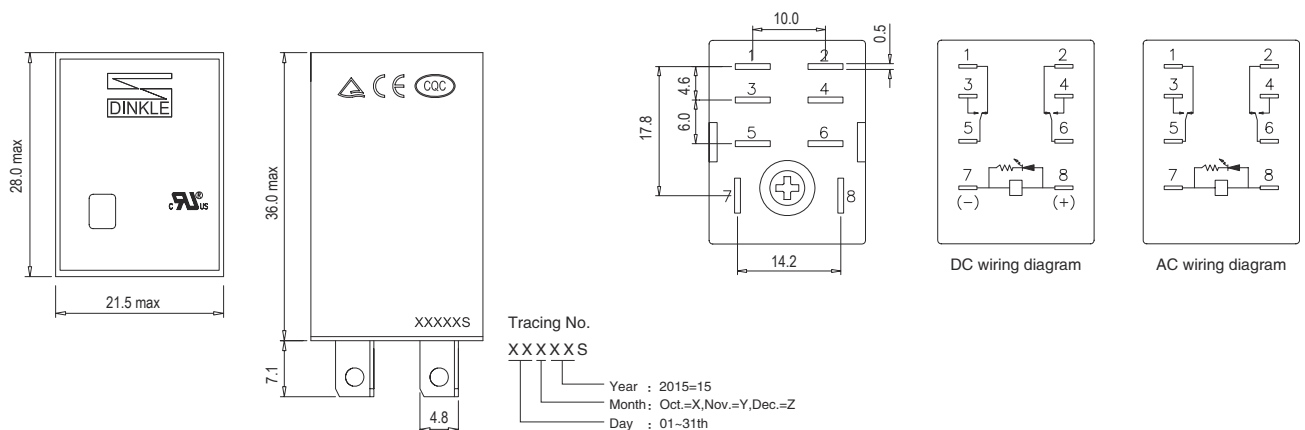 DINKLE
c RU® US
28.0 max
21.5 max
CE
CQC
36.0 max
XXXXXS
7.1
4.8
Tracing No.
XXXXXS
Year : 2015=15
Month: Oct.=X,Nov.=Y,Dec.=Z
Day : 01~31th
10.0
0.5
17.8
4.6
6.0
1 2
3 4
5 6
7 8
14.2
1 2
3 4
5 6
7 8
(-) (+)
DC wiring diagram
1 2
3 4
5 6
7 8
AC wiring diagram